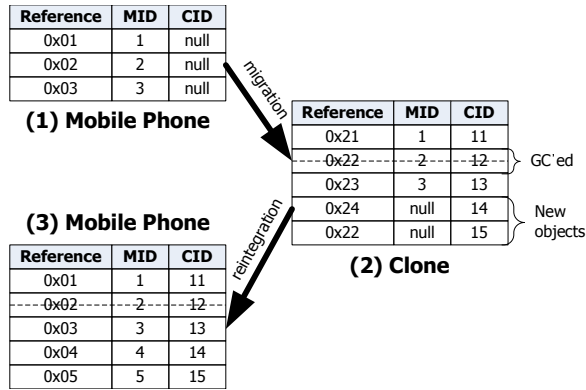 Reference MID CID
0x01 1 null
0x02 2 null
0x03 3 null
(1) Mobile Phone
migration
Reference MID CID
0x21 1 11
0x22 2 12
0x23 3 13
0x24 null 14
0x22 null 15
GC'ed
New
objects
(2) Clone
reintegration
(3) Mobile Phone
Reference MID CID
0x01 1 11
0x02 2 12
0x03 3 13
0x04 4 14
0x05 5 15